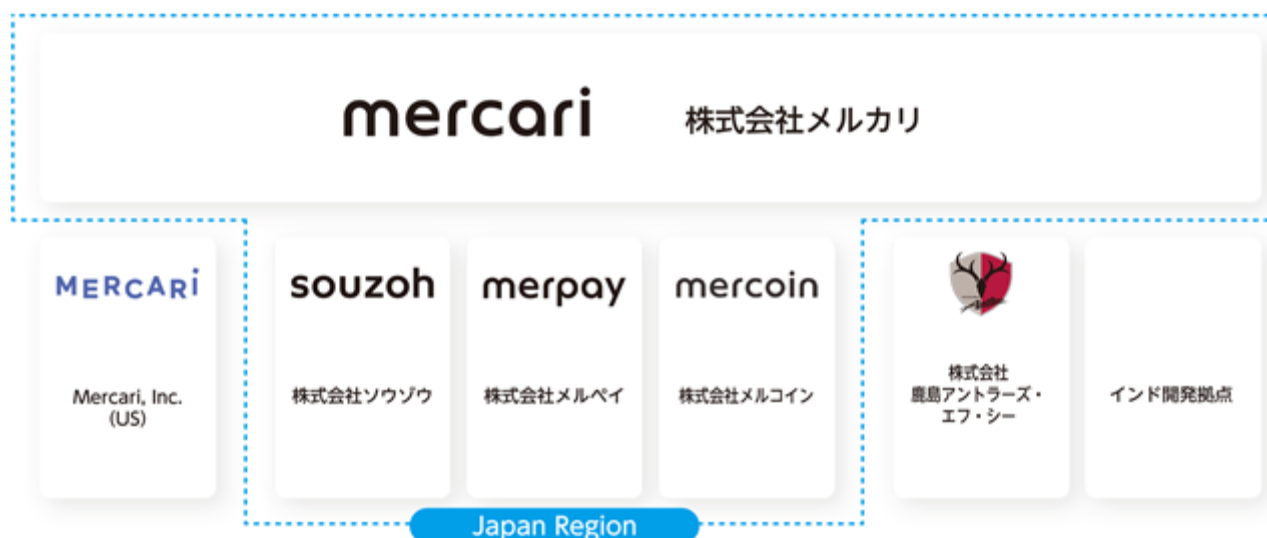 mercari 株式会社メルカリ
MERCARI
Mercari, Inc.
(US)
souzoh
株式会社ソウゾウ
merpay
株式会社メルペイ
mercoin
株式会社メルコイン
株式会社
鹿島アントラーズ・
エフ・シー
インド開発拠点
Japan Region